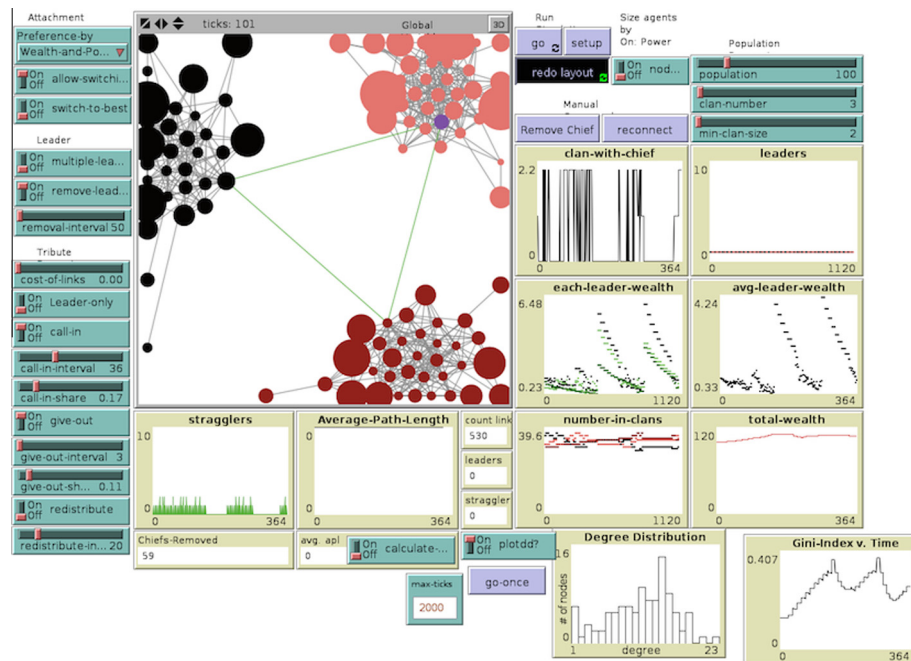 Attachment
Preference-by
Wealth-and-Po...
On
Off
allow-switchi...
On
Off
switch-to-best
Leader
On
Off
multiple-lea...
On
Off
remove-lead...
removal-interval 50
Tribute
cost-of-links 0.00
On
Off
Leader-only
On
Off
call-in
call-in-interval 36
call-in-share 0.17
On
Off
give-out
give-out-interval 3
give-out-sh... 0.11
On
Off
redistribute
redistribute-in... 20
ticks: 101
Global
3D
Run
Size agents
by
On: Power
go
setup
redo layout
On
Off
nod...
Manual
Remove Chief
reconnect
Population
population 100
clan-number 3
min-clan-size 2
clan-with-chief
2.2
0
0 364
leaders
10
0
0 1120
each-leader-wealth
6.48
0.23
0 1120
avg-leader-wealth
4.24
0.33
0 1120
stragglers
10
0
0 364
Average-Path-Length
0
0 364
count link
530
leaders
0
straggler
0
number-in-clans
39.6
0
0 1120
total-wealth
120
0
0 364
Chiefs-Removed
59
avg. apl
0
On
Off
calculate-...
On
Off
plotdd?
max-ticks
2000
go-once
Degree Distribution
16
# of nodes
0
1 degree 23
Gini-Index v. Time
0.407
0
0 364